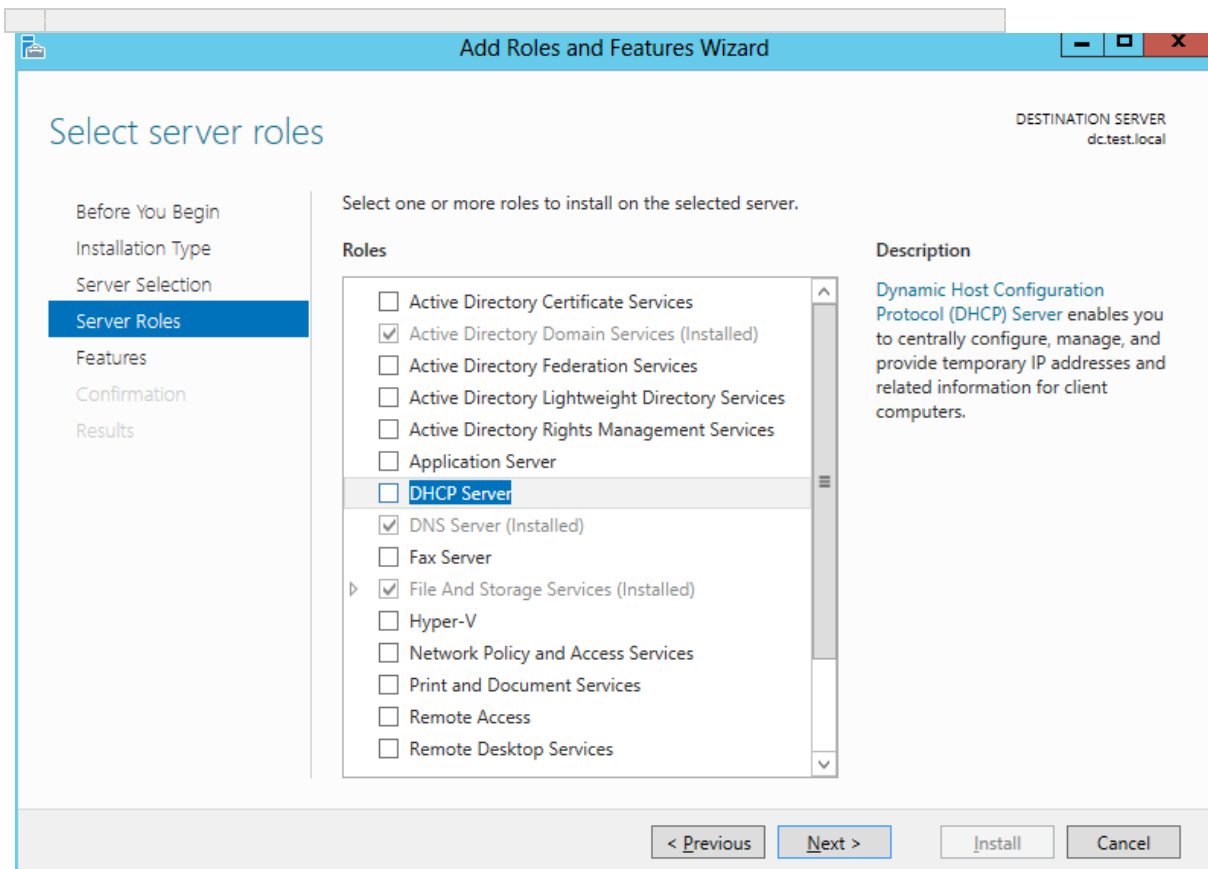 Add Roles and Features Wizard
Select server roles
DESTINATION SERVER
dc.test.local
Before You Begin
Installation Type
Server Selection
Server Roles
Features
Confirmation
Results
Select one or more roles to install on the selected server.
Roles
Active Directory Certificate Services
Active Directory Domain Services (Installed)
Active Directory Federation Services
Active Directory Lightweight Directory Services
Active Directory Rights Management Services
Application Server
DHCP Server
DNS Server (Installed)
Fax Server
File And Storage Services (Installed)
Hyper-V
Network Policy and Access Services
Print and Document Services
Remote Access
Remote Desktop Services
Description
Dynamic Host Configuration
Protocol (DHCP) Server enables you
to centrally configure, manage, and
provide temporary IP addresses and
related information for client
computers.
< Previous
Next >
Install
Cancel